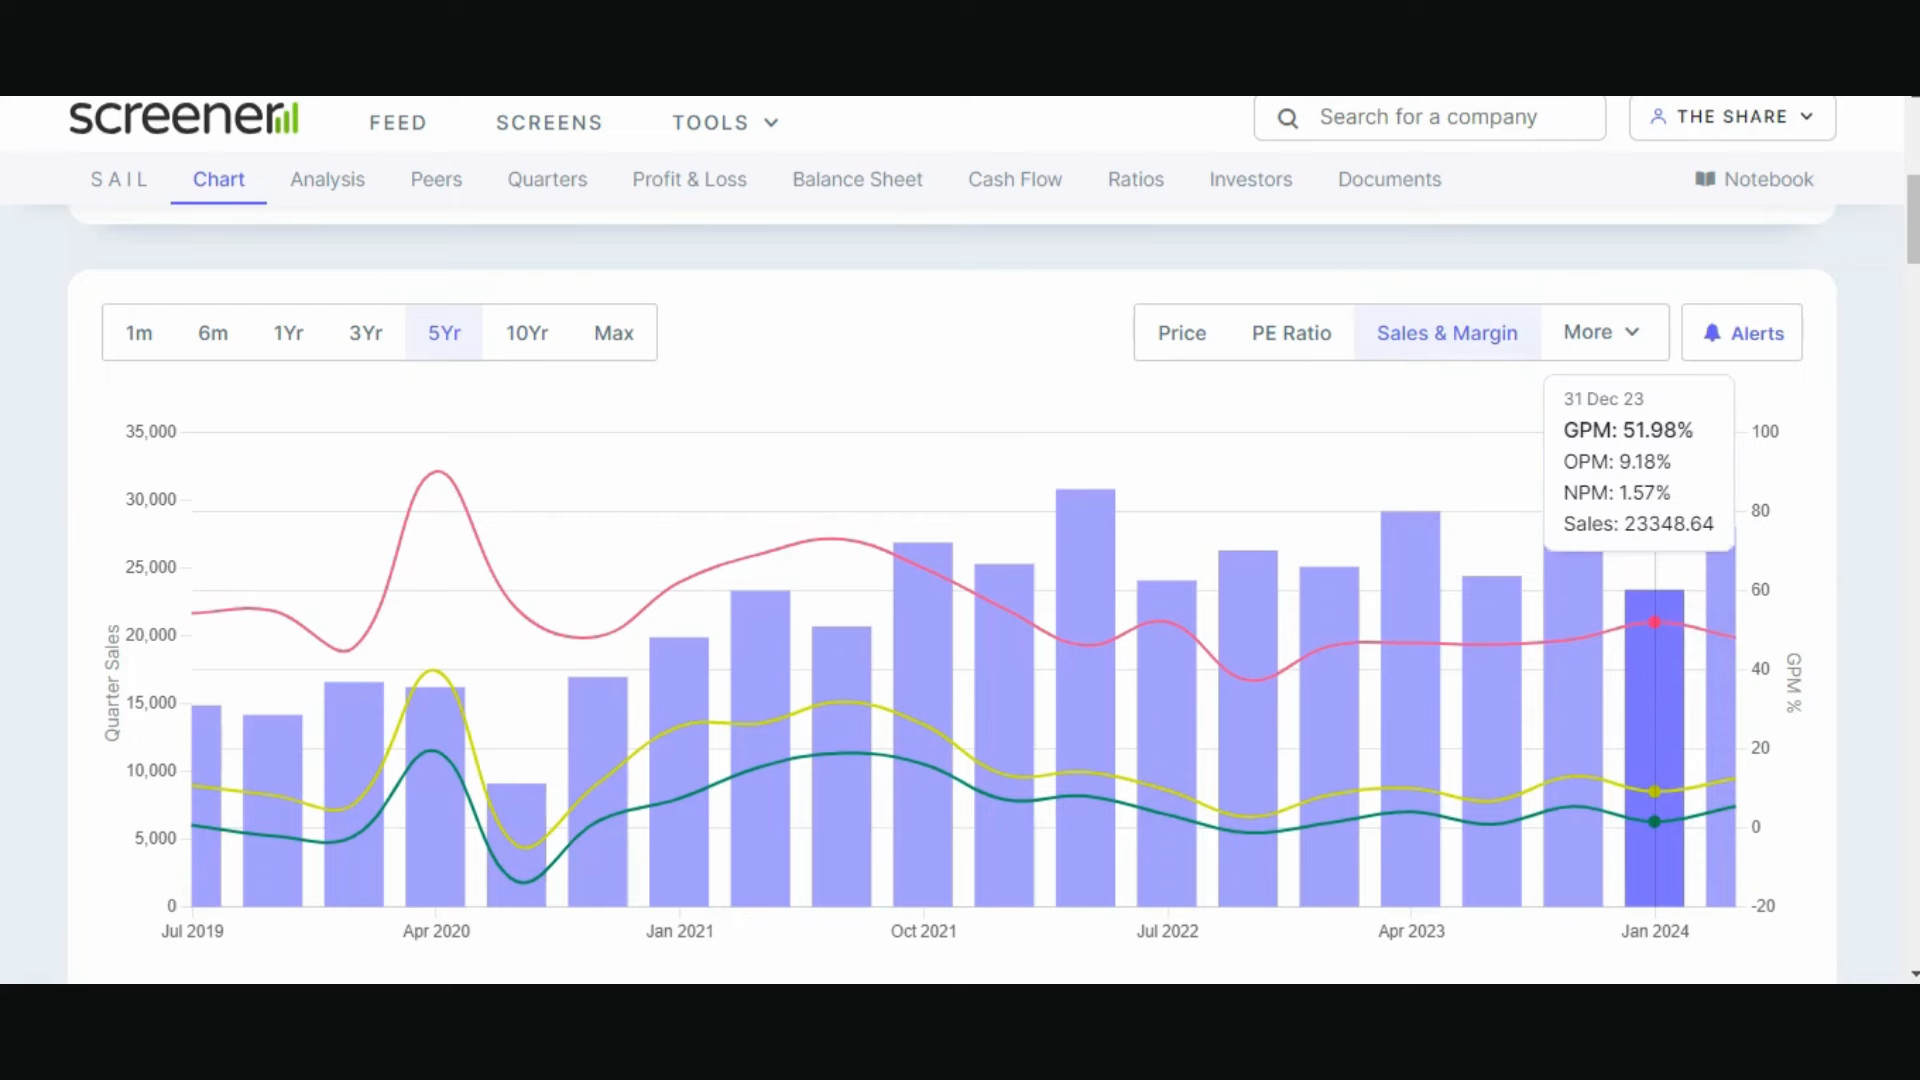 screener
FEED
SCREENS
TOOLS
Search for a company
THE SHARE
S A I L
Chart
Analysis
Peers
Quarters
Profit & Loss
Balance Sheet
Cash Flow
Ratios
Investors
Documents
Notebook
1m
6m
1Yr
3Yr
5Yr
10Yr
Max
Price
PE Ratio
Sales & Margin
More
Alerts
31 Dec 23
GPM: 51.98%
OPM: 9.18%
NPM: 1.57%
Sales: 23348.64
35,000
30,000
25,000
20,000
15,000
10,000
5,000
0
Quarter Sales
100
80
60
40
20
0
-20
GPM %
Jul 2019
Apr 2020
Jan 2021
Oct 2021
Jul 2022
Apr 2023
Jan 2024